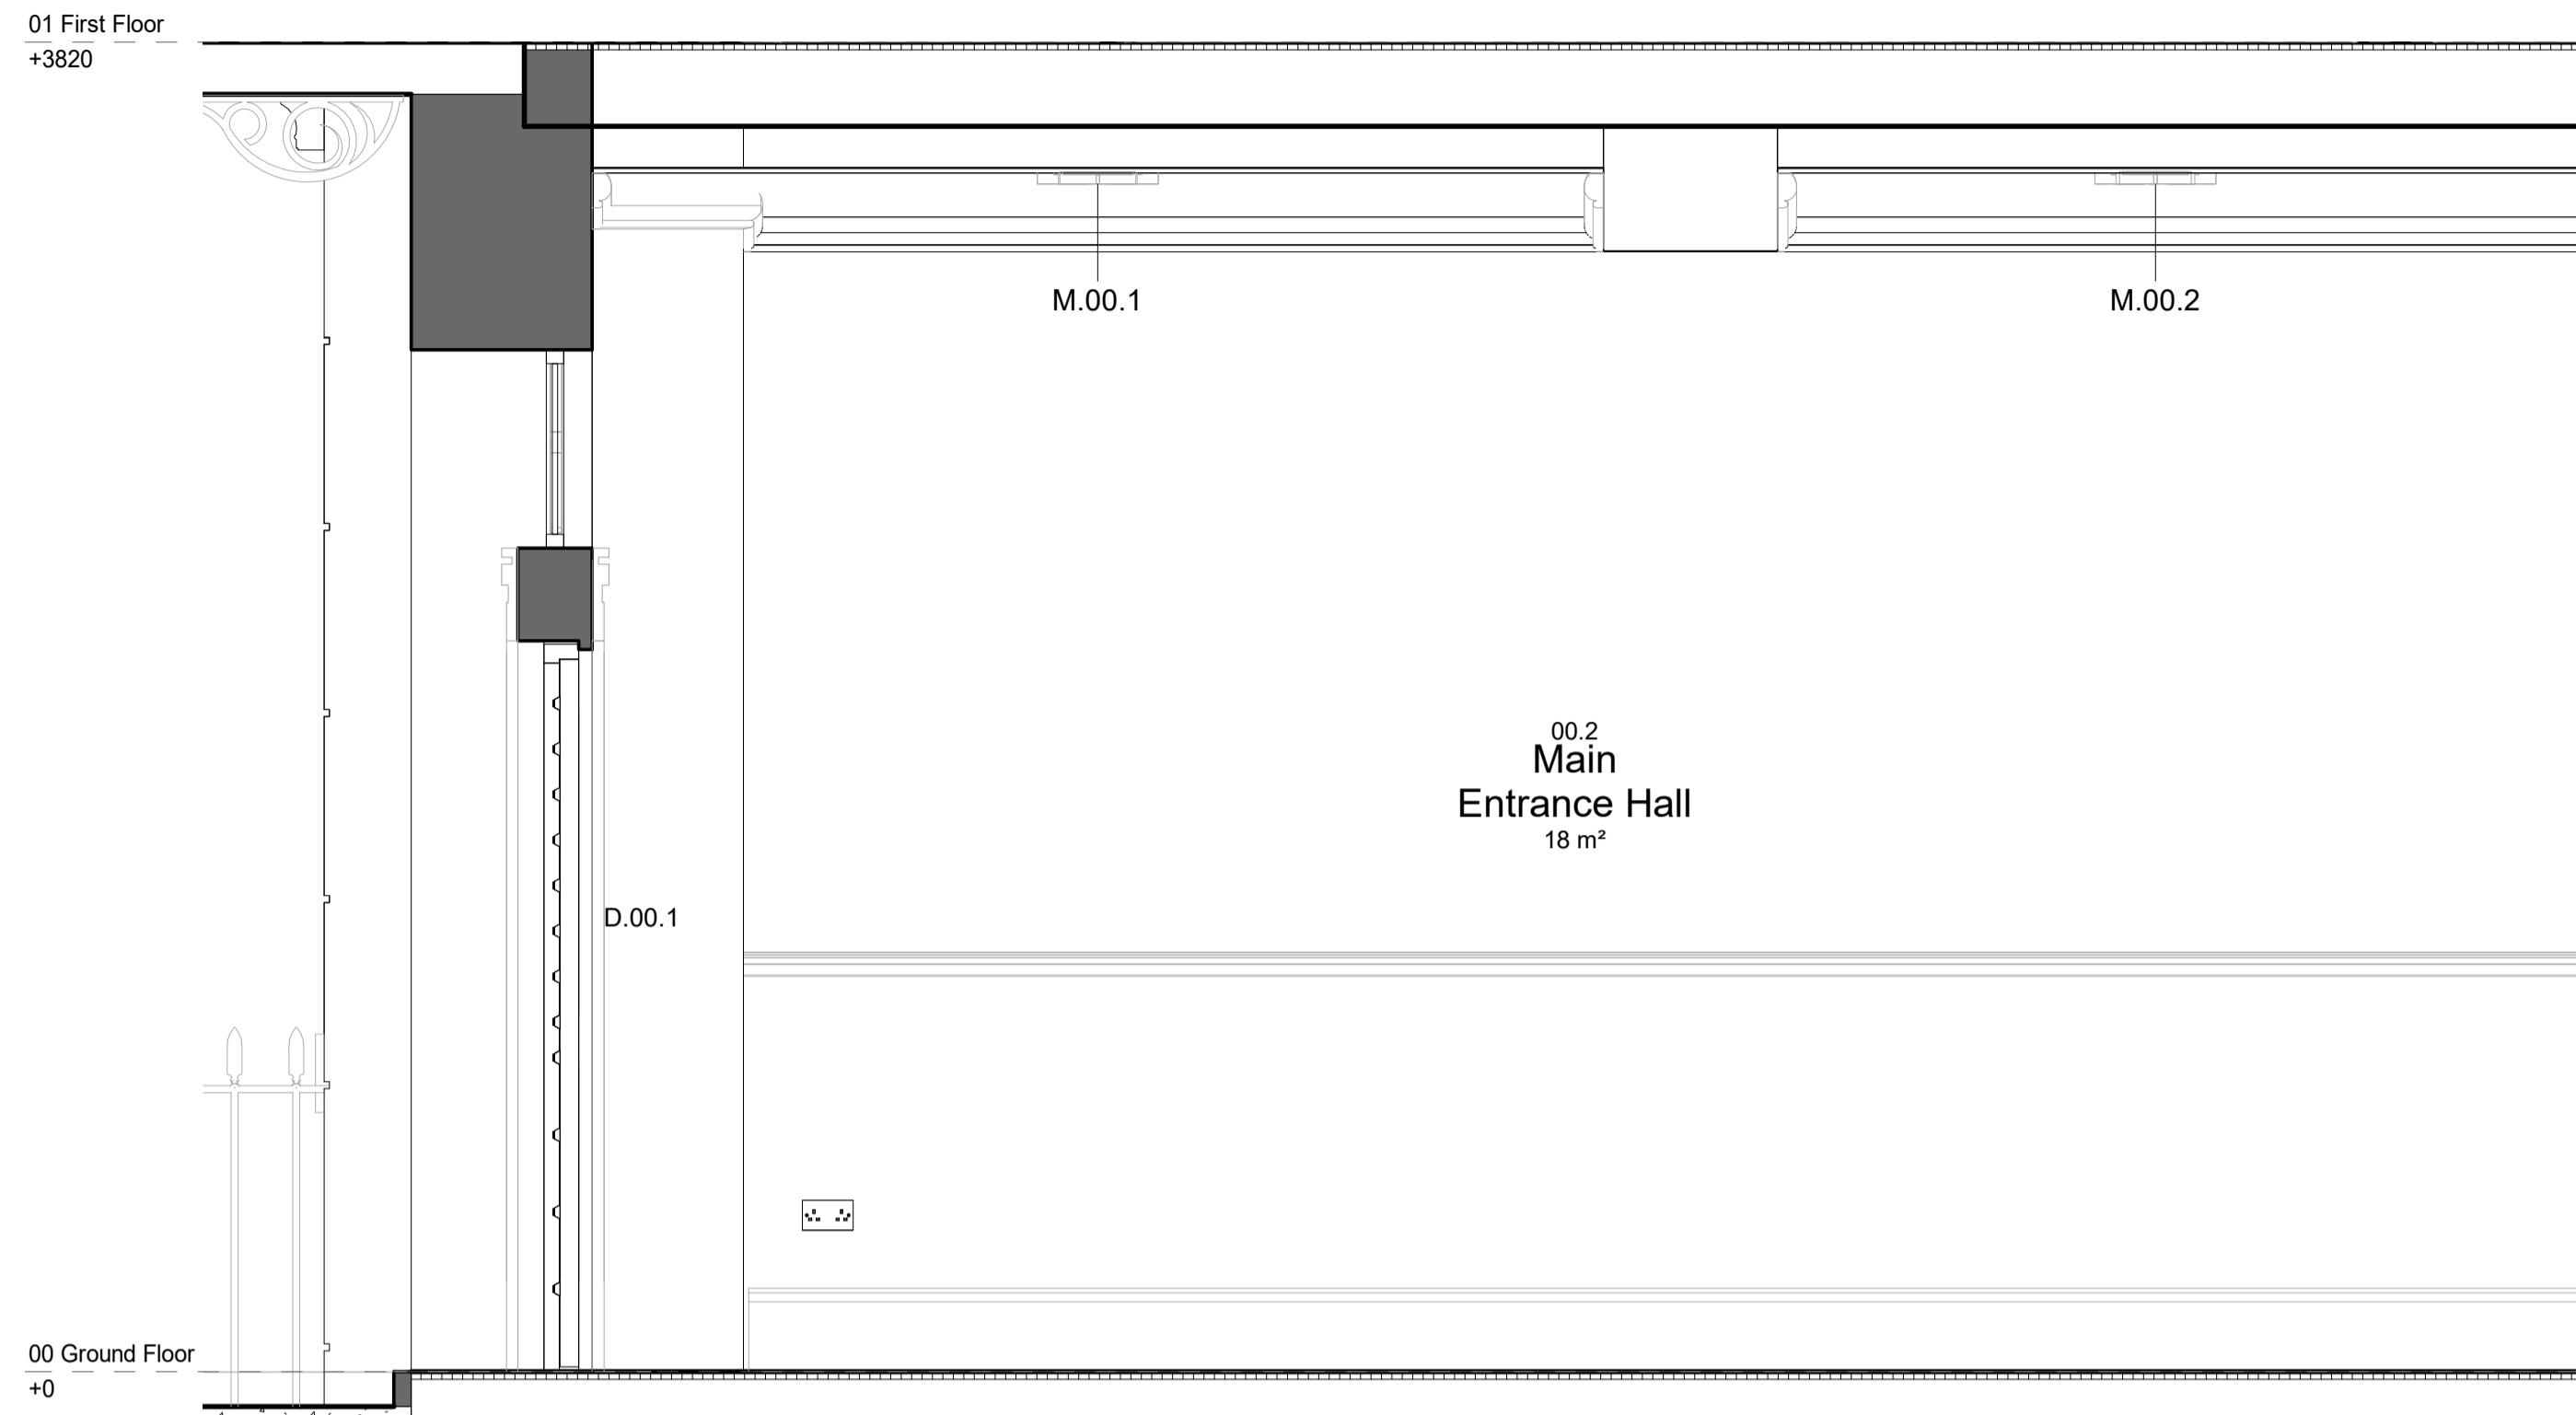 01 First Floor
+3820
M.00.1
M.00.2
00.2
Main
Entrance Hall
18 m²
D.00.1
00 Ground Floor
+0